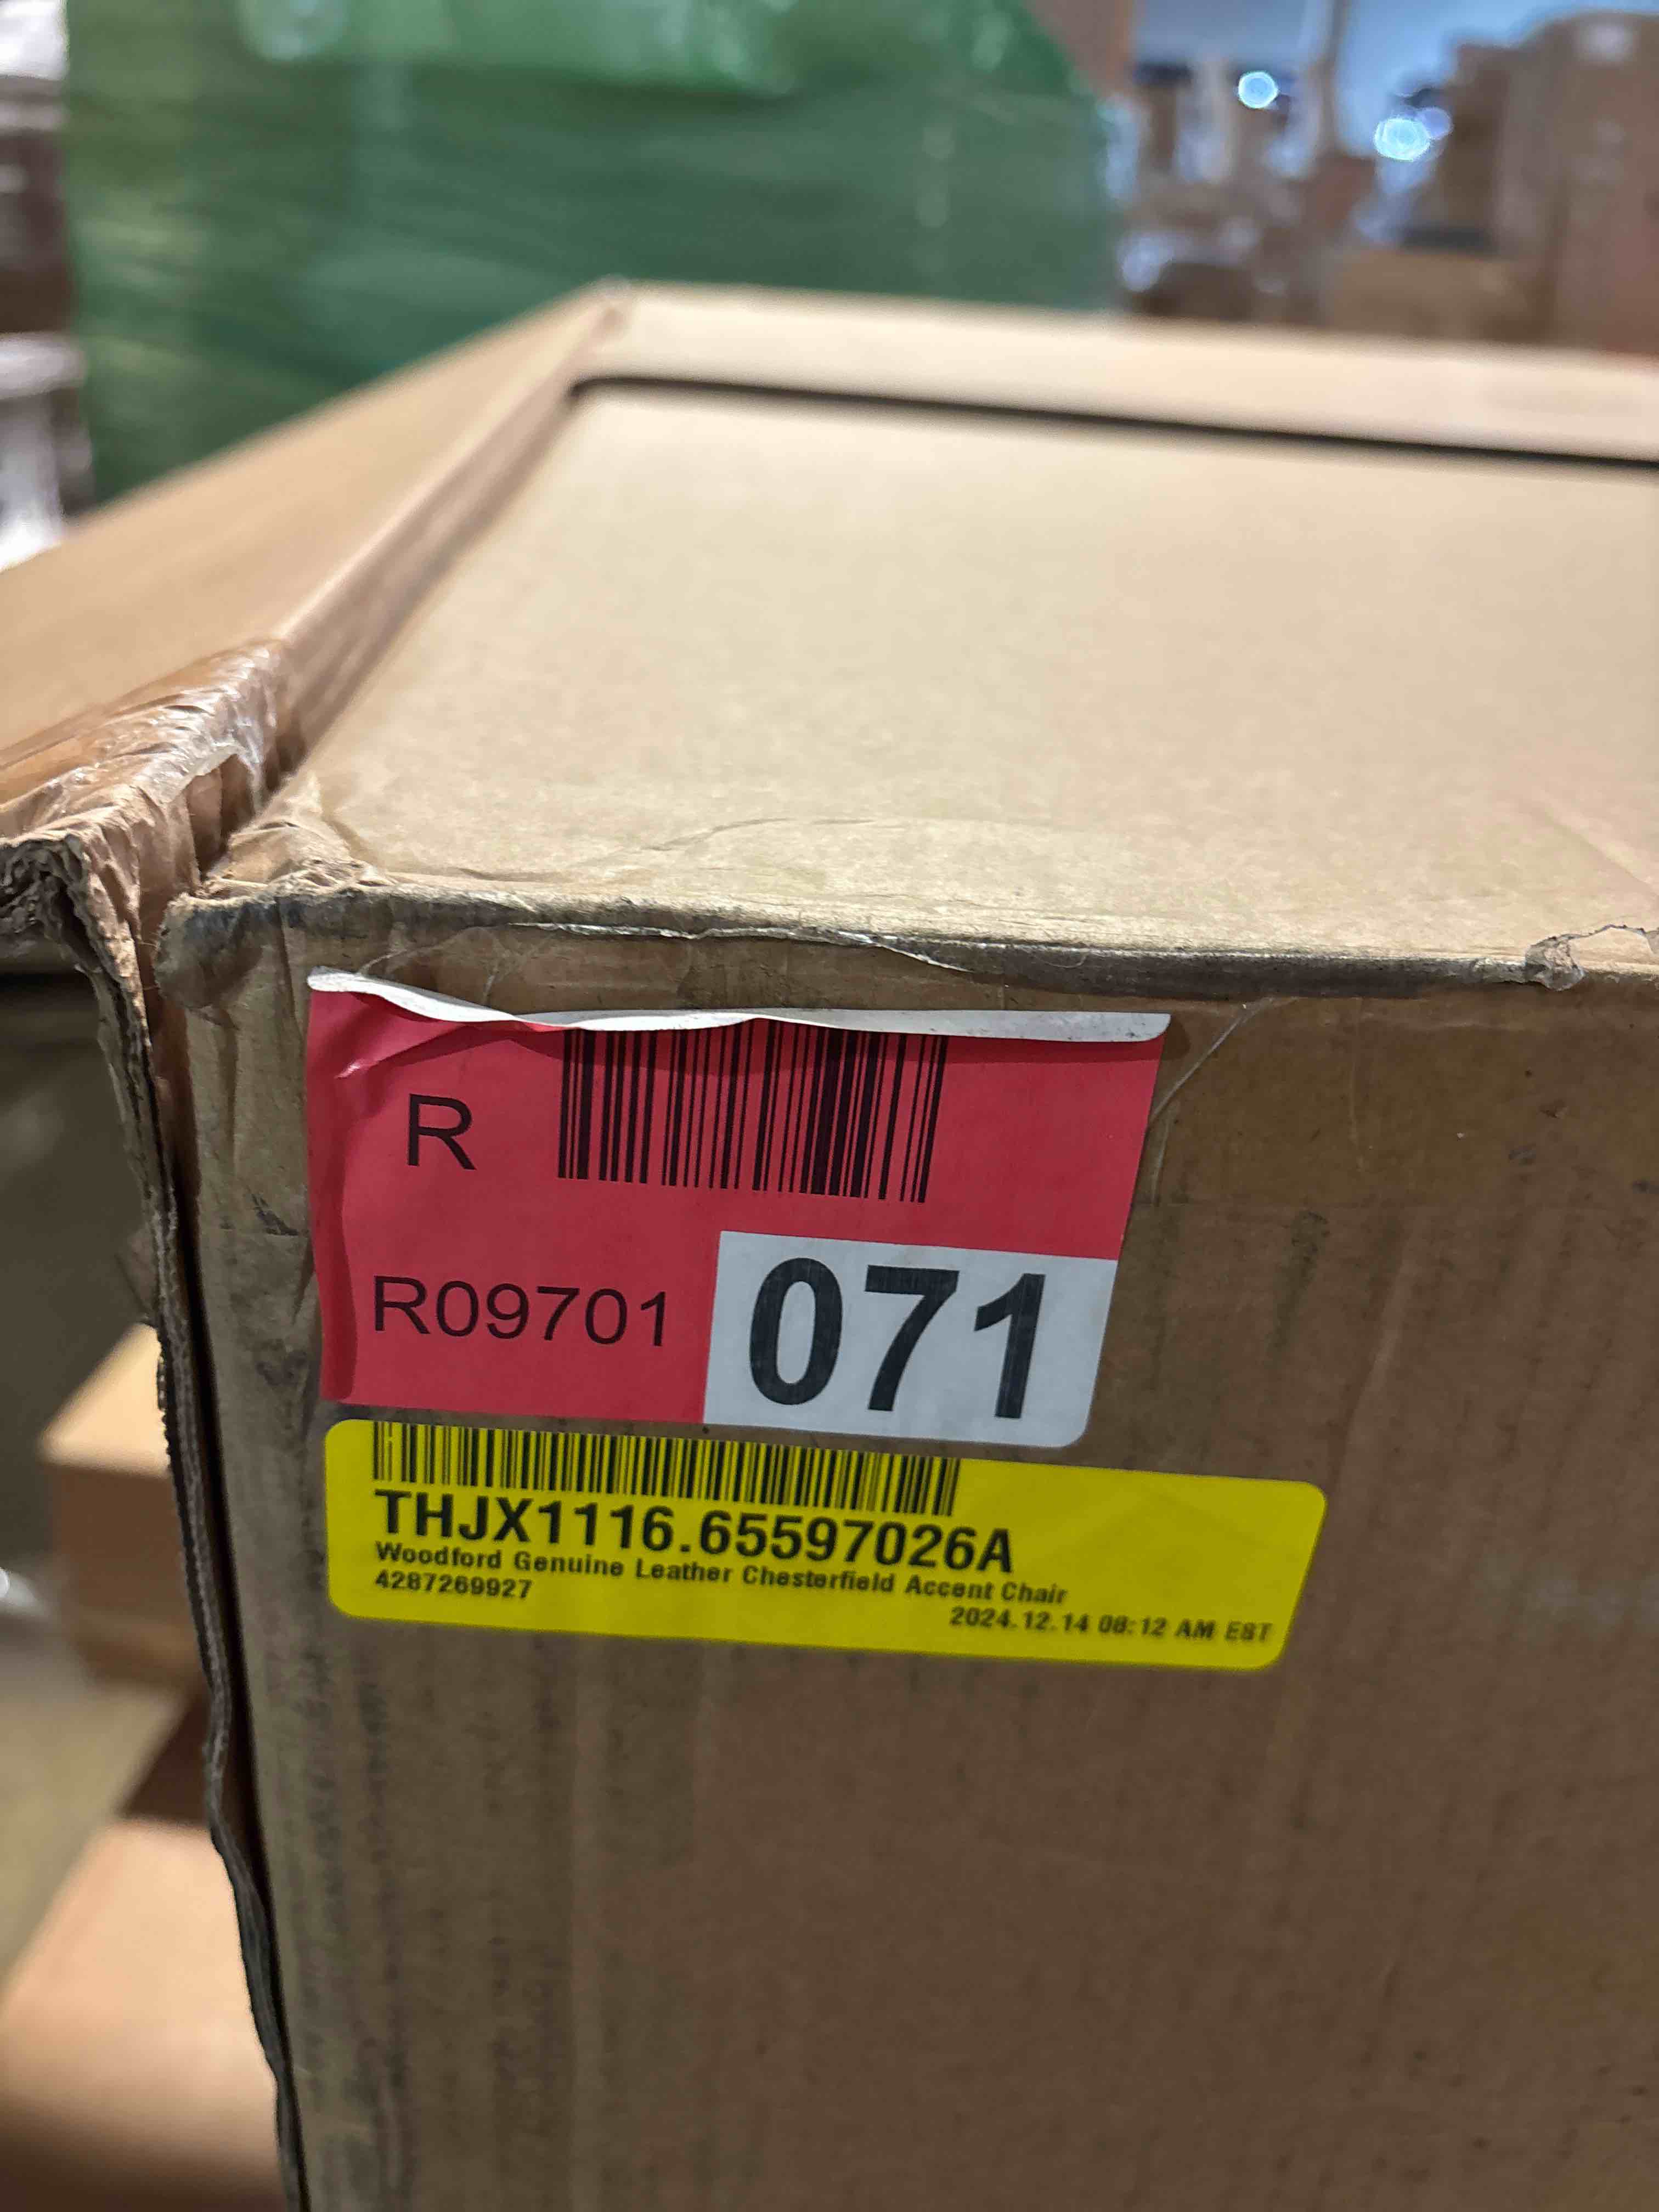 R
R09701
071
THJX1116.65597026A
Woodford Genuine Leather Chesterfield Accent Chair
4287269927
2024.12.14 08:12 AM EST